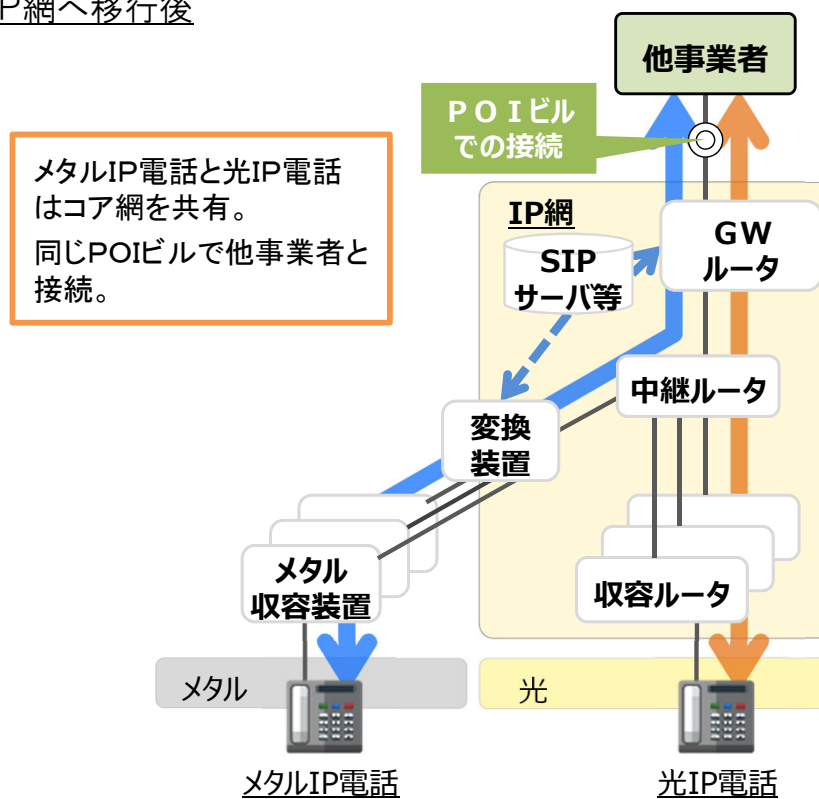 IP網へ移行後
他事業者
ＰＯＩビル
での接続
メタルIP電話と光IP電話
はコア網を共有。
同じPOIビルで他事業者と
接続。
IP網
SIP
サーバ等
GW
ルータ
中継ルータ
変換
装置
メタル
収容装置
収容ルータ
メタル
光
メタルIP電話
光IP電話